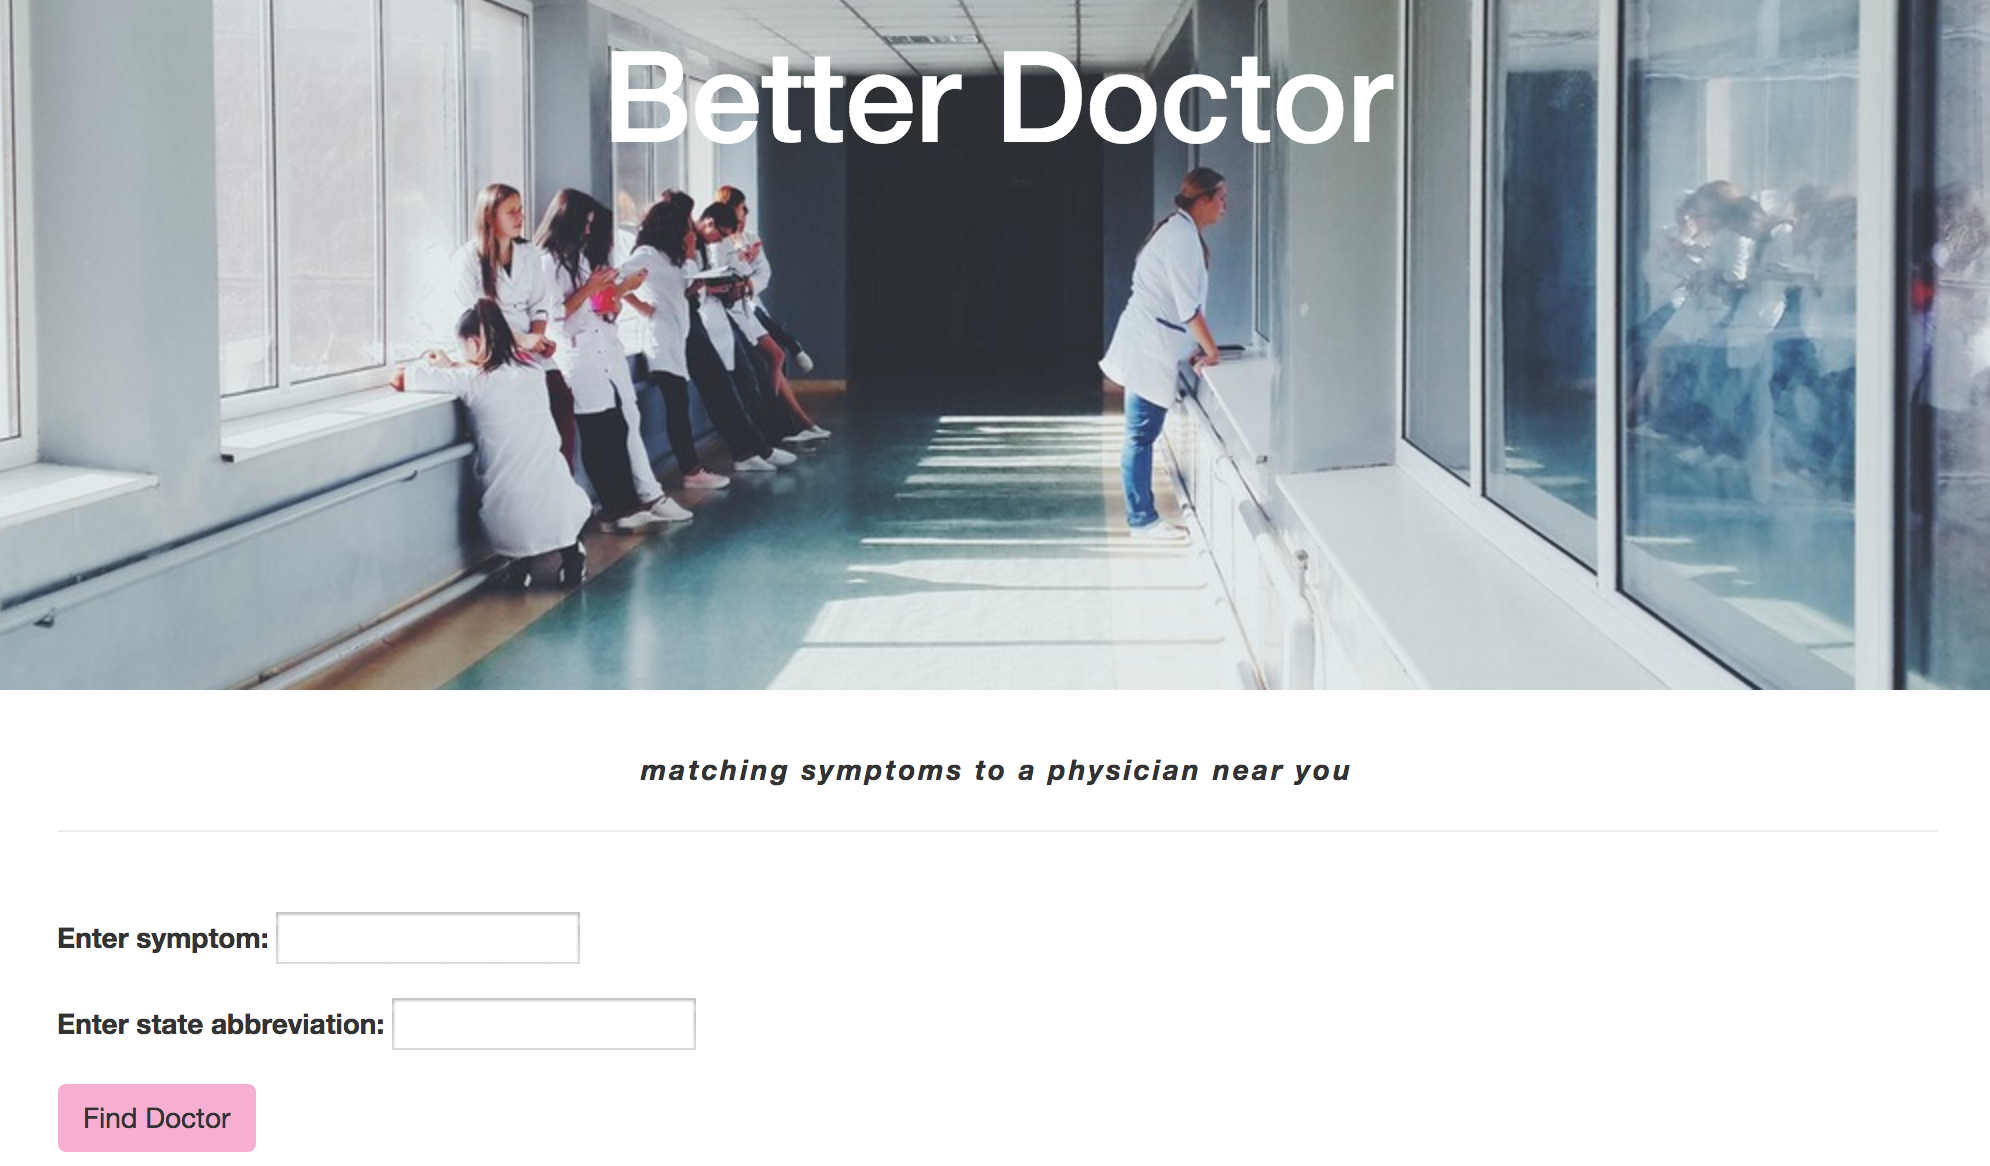 Better Doctor
matching symptoms to a physician near you
Enter symptom:
Enter state abbreviation:
Find Doctor